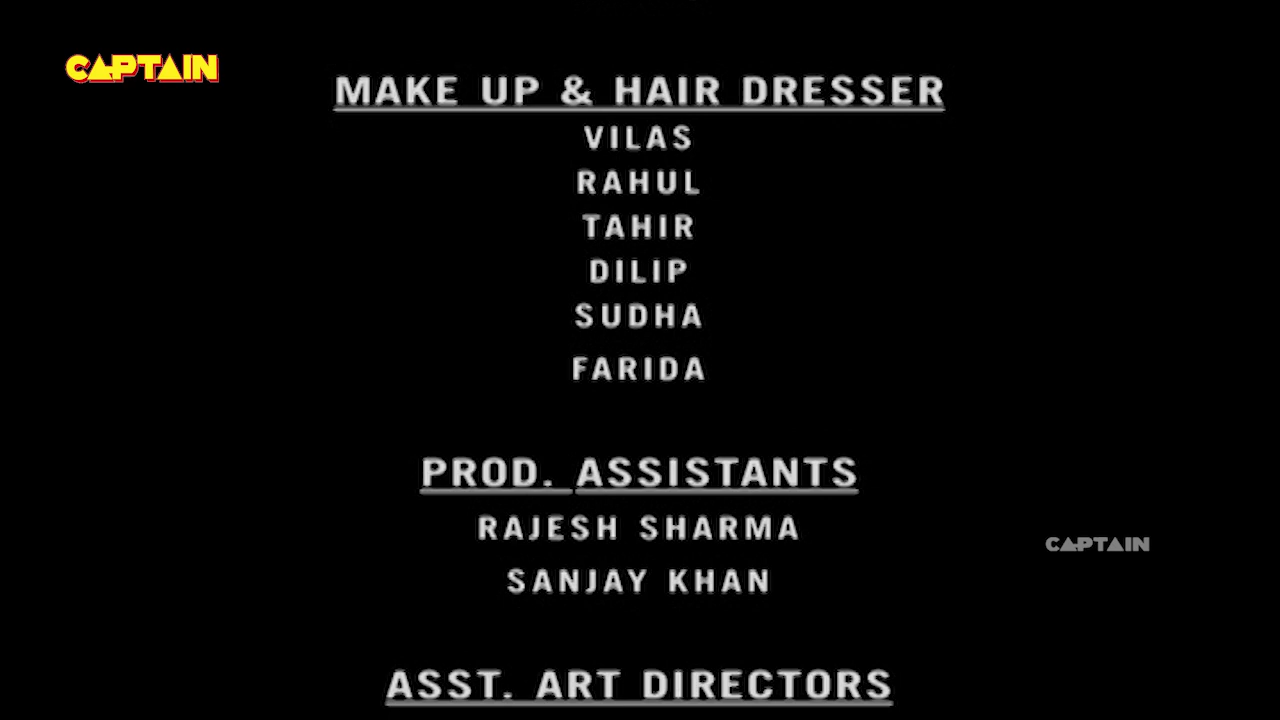 CAPTAIN
MAKE UP & HAIR DRESSER
VILAS
RAHUL
TAHIR
DILIP
SUDHA
FARIDA
PROD. ASSISTANTS
RAJESH SHARMA
CAPTAIN
SANJAY KHAN
ASST. ART DIRECTORS